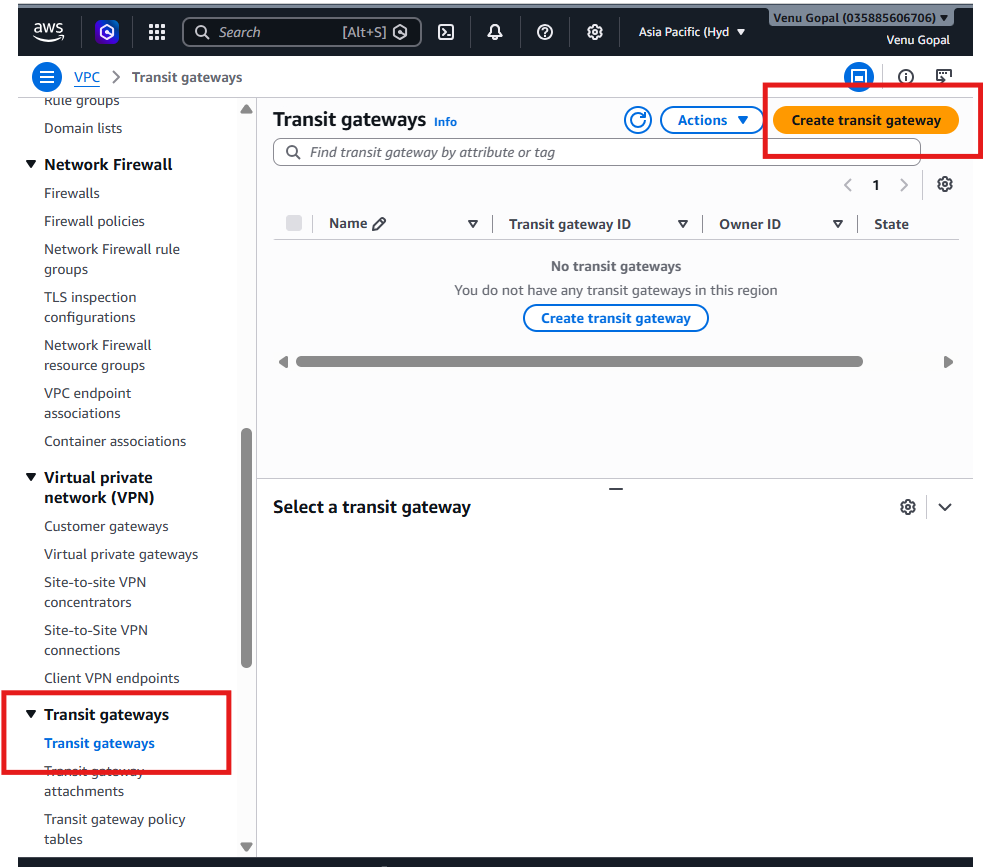 aws
Search [Alt+S]
Asia Pacific (Hyd
Venu Gopal (035885606706)
Venu Gopal
VPC > Transit gateways
Rule groups
Domain lists
Network Firewall
Firewalls
Firewall policies
Network Firewall rule
groups
TLS inspection
configurations
Network Firewall
resource groups
VPC endpoint
associations
Container associations
Virtual private
network (VPN)
Customer gateways
Virtual private gateways
Site-to-site VPN
concentrators
Site-to-Site VPN
connections
Client VPN endpoints
Transit gateways
Transit gateways
Transit gateway
attachments
Transit gateway policy
tables
Transit gateways Info
Actions
Create transit gateway
Find transit gateway by attribute or tag
1
Name Transit gateway ID Owner ID State
No transit gateways
You do not have any transit gateways in this region
Create transit gateway
Select a transit gateway